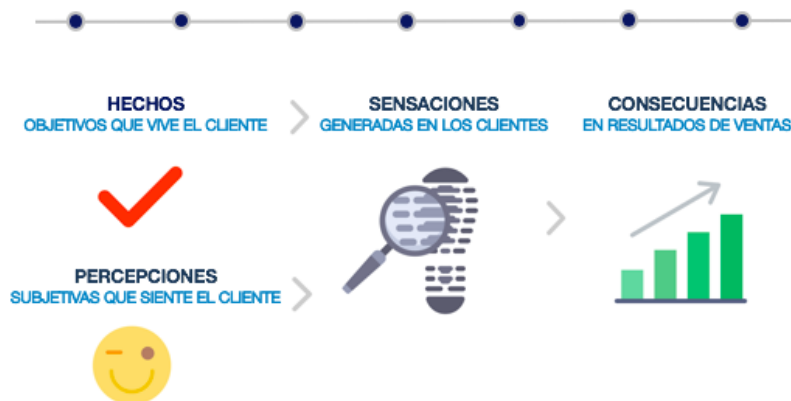 HECHOS
OBJETIVOS QUE VIVE EL CLIENTE
SENSACIONES
GENERADAS EN LOS CLIENTES
CONSECUENCIAS
EN RESULTADOS DE VENTAS
PERCEPCIONES
SUBJETIVAS QUE SIENTE EL CLIENTE